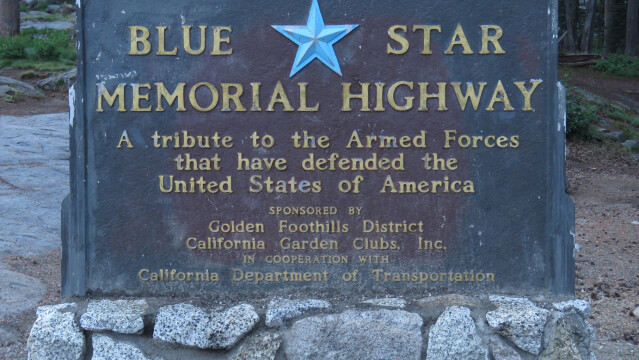 BLUE STAR
MEMORIAL HIGHWAY
A tribute to the Armed Forces
that have defended the
United States of America
SPONSORED BY
Golden Foothills District
California Garden Clubs, Inc.
IN COOPERATION WITH
California Department of Transportation